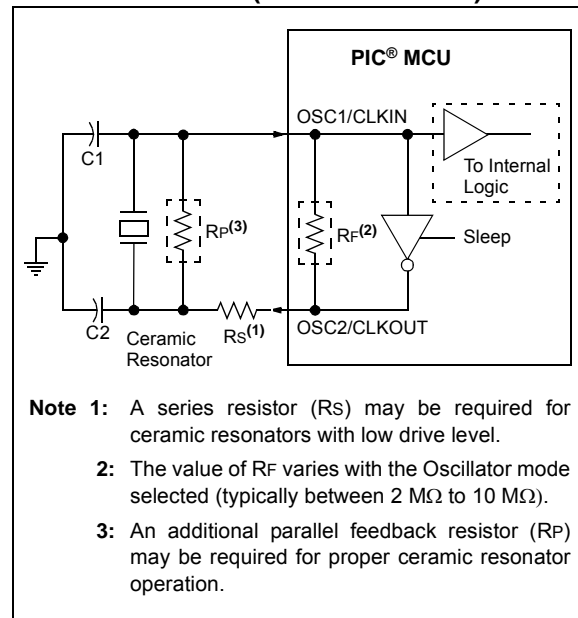 PIC® MCU
OSC1/CLKIN
C1
To Internal
Logic
RP(3)
RF(2)
Sleep
C2
Ceramic
Resonator
RS(1)
OSC2/CLKOUT
Note 1: A series resistor (RS) may be required for
ceramic resonators with low drive level.
2: The value of RF varies with the Oscillator mode
selected (typically between 2 MΩ to 10 MΩ).
3: An additional parallel feedback resistor (RP)
may be required for proper ceramic resonator
operation.